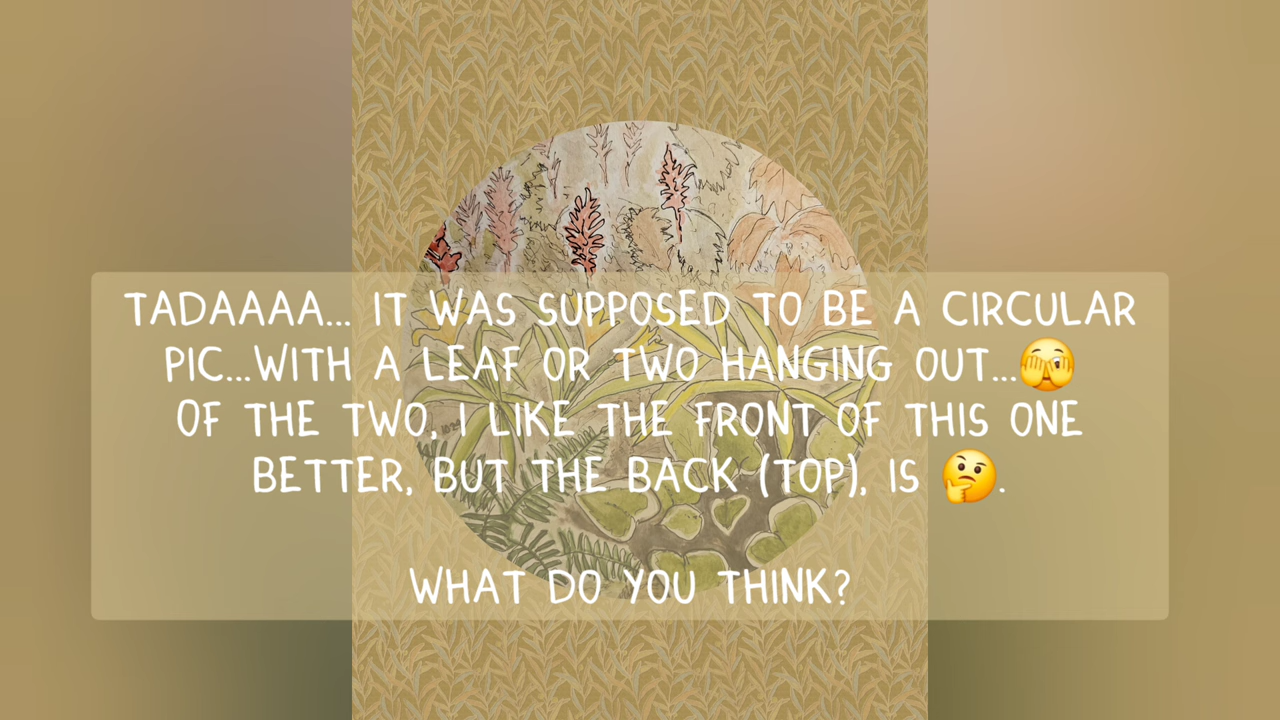 TADAAAA... IT WAS SUPPOSED TO BE A CIRCULAR
PIC...WITH A LEAF OR TWO HANGING OUT...🫣
OF THE TWO, I LIKE THE FRONT OF THIS ONE
BETTER, BUT THE BACK (TOP), IS 🤔.
WHAT DO YOU THINK?